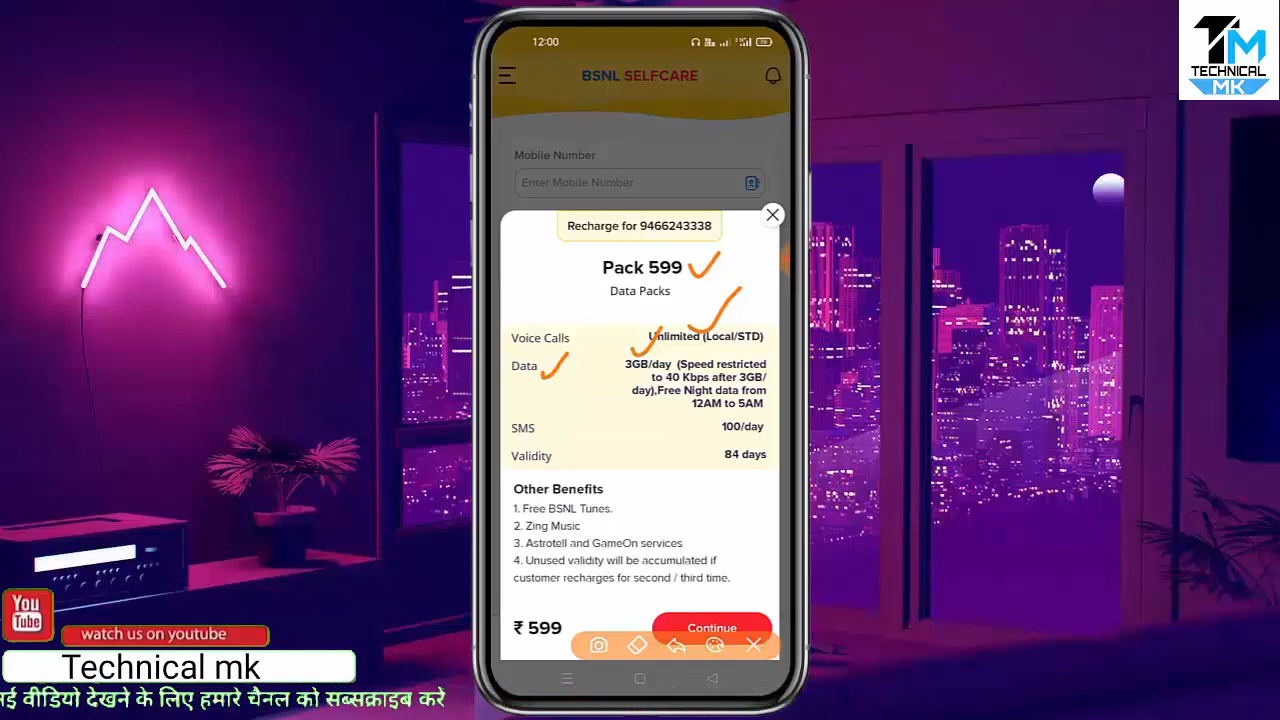 TM
TECHNICAL
MK
12:00
BSNL SELFCARE
Mobile Number
Enter Mobile Number
Recharge for 9466243338
Pack 599
Data Packs
Voice Calls
Unlimited (Local/STD)
Data
3GB/day (Speed restricted
to 40 Kbps after 3GB/
day),Free Night data from
12AM to 5AM
SMS
100/day
Validity
84 days
Other Benefits
1. Free BSNL Tunes.
2. Zing Music
3. Astrotell and GameOn services
4. Unused validity will be accumulated if
customer recharges for second / third time.
₹ 599
Continue
You
Tube
watch us on youtube
Technical mk
वीडियो देखने के लिए हमारे चैनल को सब्सक्राइब करें